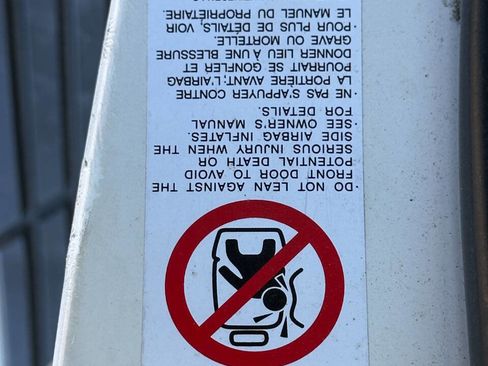 ·DO NOT LEAN AGAINST THE
FRONT DOOR TO AVOID
POTENTIAL DEATH OR
SERIOUS INJURY WHEN THE
SIDE AIRBAG INFLATES.
·SEE OWNER'S MANUAL
FOR DETAILS.
·NE PAS S'APPUYER CONTRE
LA PORTIÈRE AVANT; L'AIRBAG
POURRAIT SE GONFLER ET
DONNER LIEU À UNE BLESSURE
GRAVE OU MORTELLE.
·POUR PLUS DE DÉTAILS, VOIR
LE MANUEL DU PROPRIÉTAIRE.